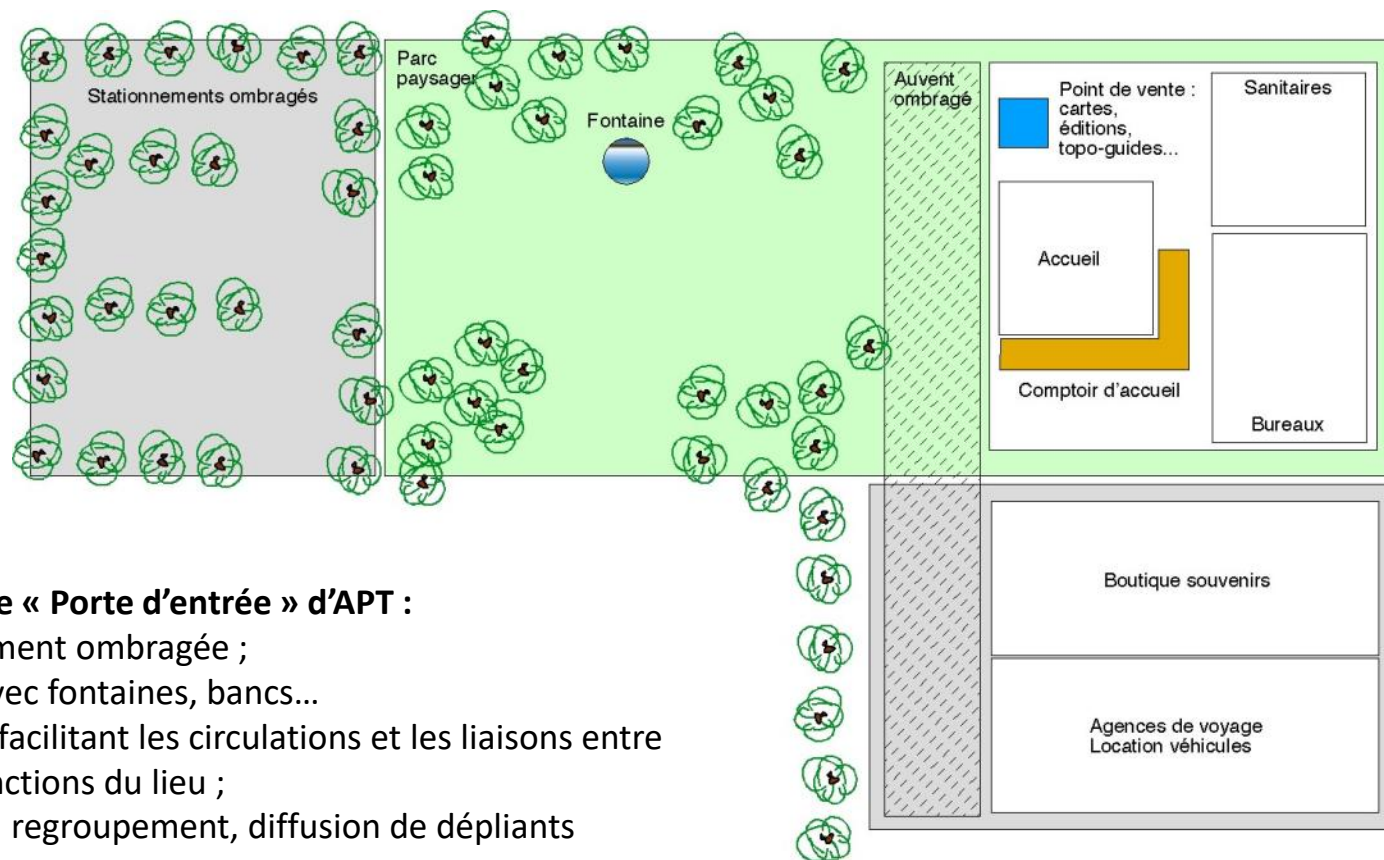 Stationnements ombragés
Parc
paysager
Fontaine
Auvent
ombragé
Point de vente :
cartes,
éditions,
topo-guides...
Sanitaires
Accueil
Comptoir d'accueil
Bureaux
Boutique souvenirs
Agences de voyage
Location véhicules
e « Porte d'entrée » d'APT :
ment ombragée ;
vec fontaines, bancs…
facilitant les circulations et les liaisons entre
nctions du lieu ;
regroupement, diffusion de dépliants